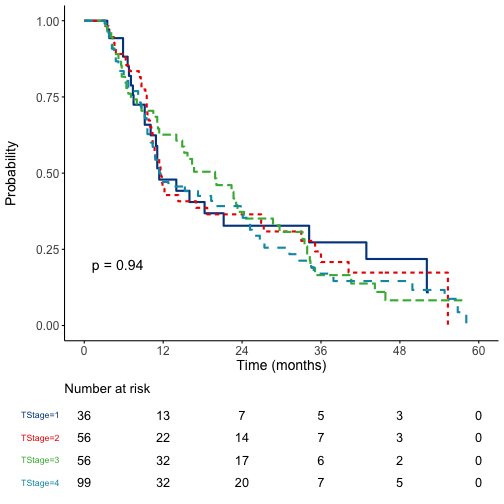 1.00
0.75
0.50
0.25
0.00
Probability
p = 0.94
0 12 24 36 48 60
Time (months)
Number at risk
TStage=1 36 13 7 5 3 0
TStage=2 56 22 14 7 3 0
TStage=3 56 32 17 6 2 0
TStage=4 99 32 20 7 5 0